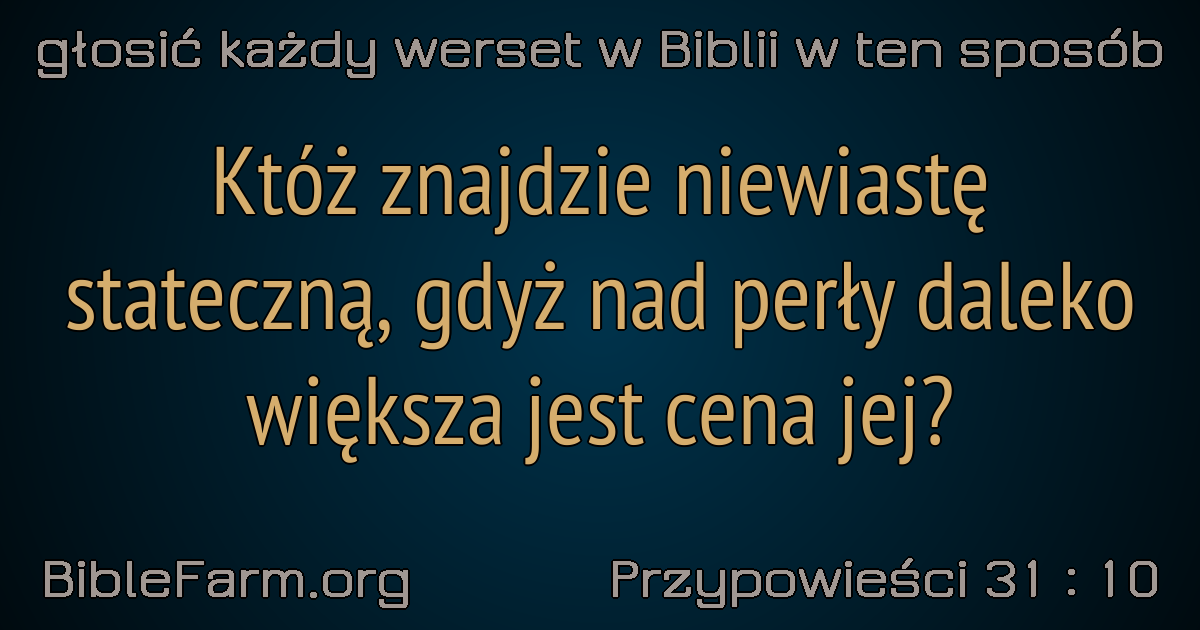 głosić każdy werset w Biblii w ten sposób
Któż znajdzie niewiastę
stateczną, gdyż nad perły daleko
większa jest cena jej?
BibleFarm.org
Przypowieści 31 : 10